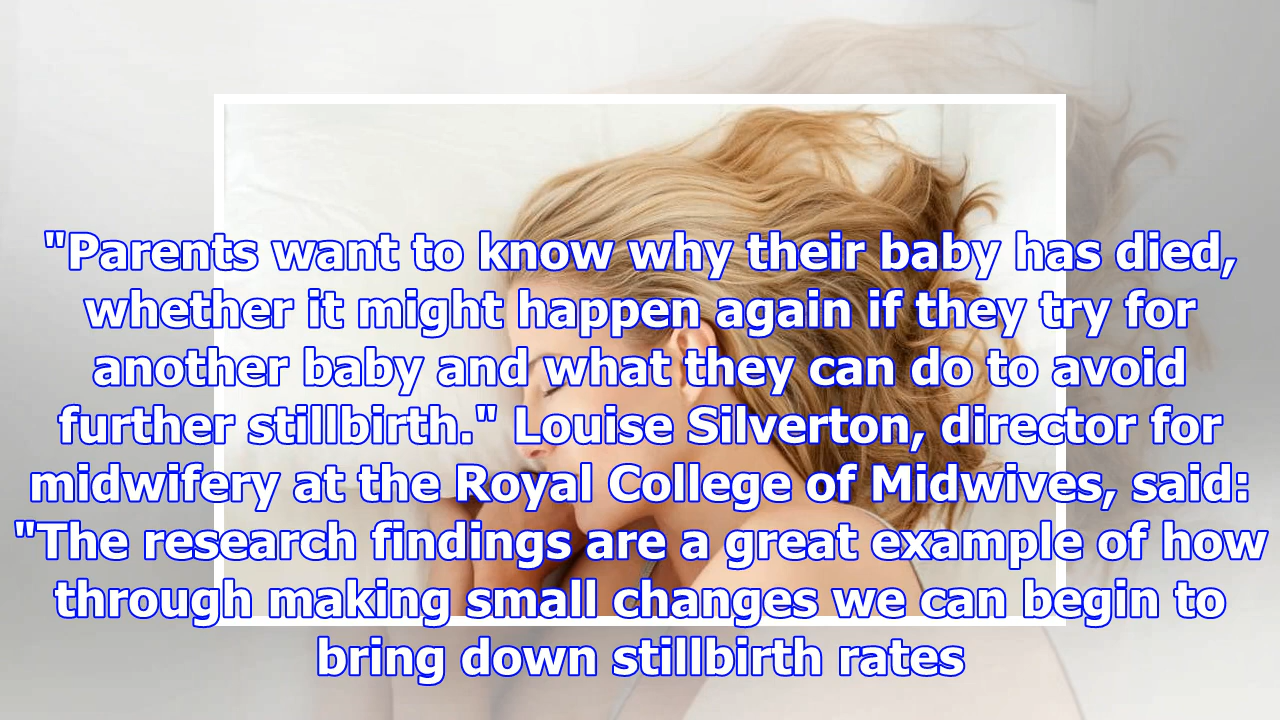 "Parents want to know why their baby has died,
whether it might happen again if they try for
another baby and what they can do to avoid
further stillbirth." Louise Silverton, director for
midwifery at the Royal College of Midwives, said:
"The research findings are a great example of how
through making small changes we can begin to
bring down stillbirth rates